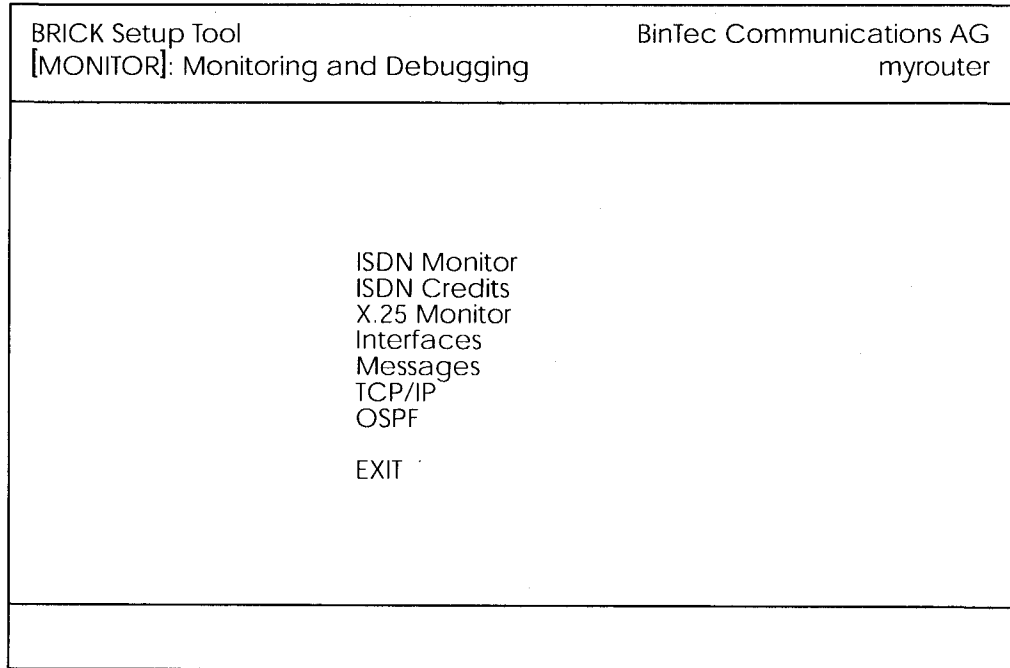 BRICK Setup Tool BinTec Communications AG
[MONITOR]: Monitoring and Debugging myrouter
ISDN Monitor
ISDN Credits
X.25 Monitor
Interfaces
Messages
TCP/IP
OSPF
EXIT